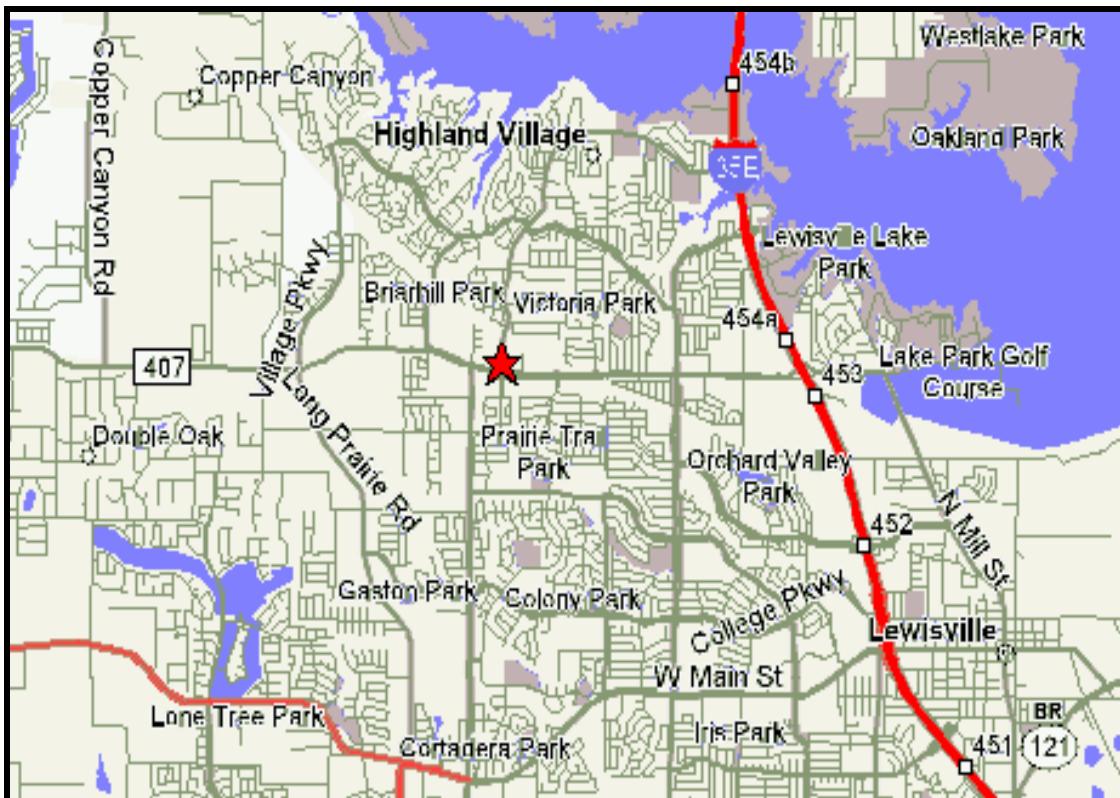 Westlake Park
454b
Copper Canyon
Highland Village
Oakland Park
35E
Copper Canyon Rd
Lewisville Lake
Park
Village Pkwy
Briarhill Park
Victoria Park
454a
407
453
Lake Park Golf
Course
Long Prairie Rd
Double Oak
Prairie Trail
Park
Orchard Valley
Park
N Mill St
452
Gaston Park
Colony Park
College Pkwy
Lewisville
W Main St
Lone Tree Park
BR
121
Iris Park
Cortadera Park
451